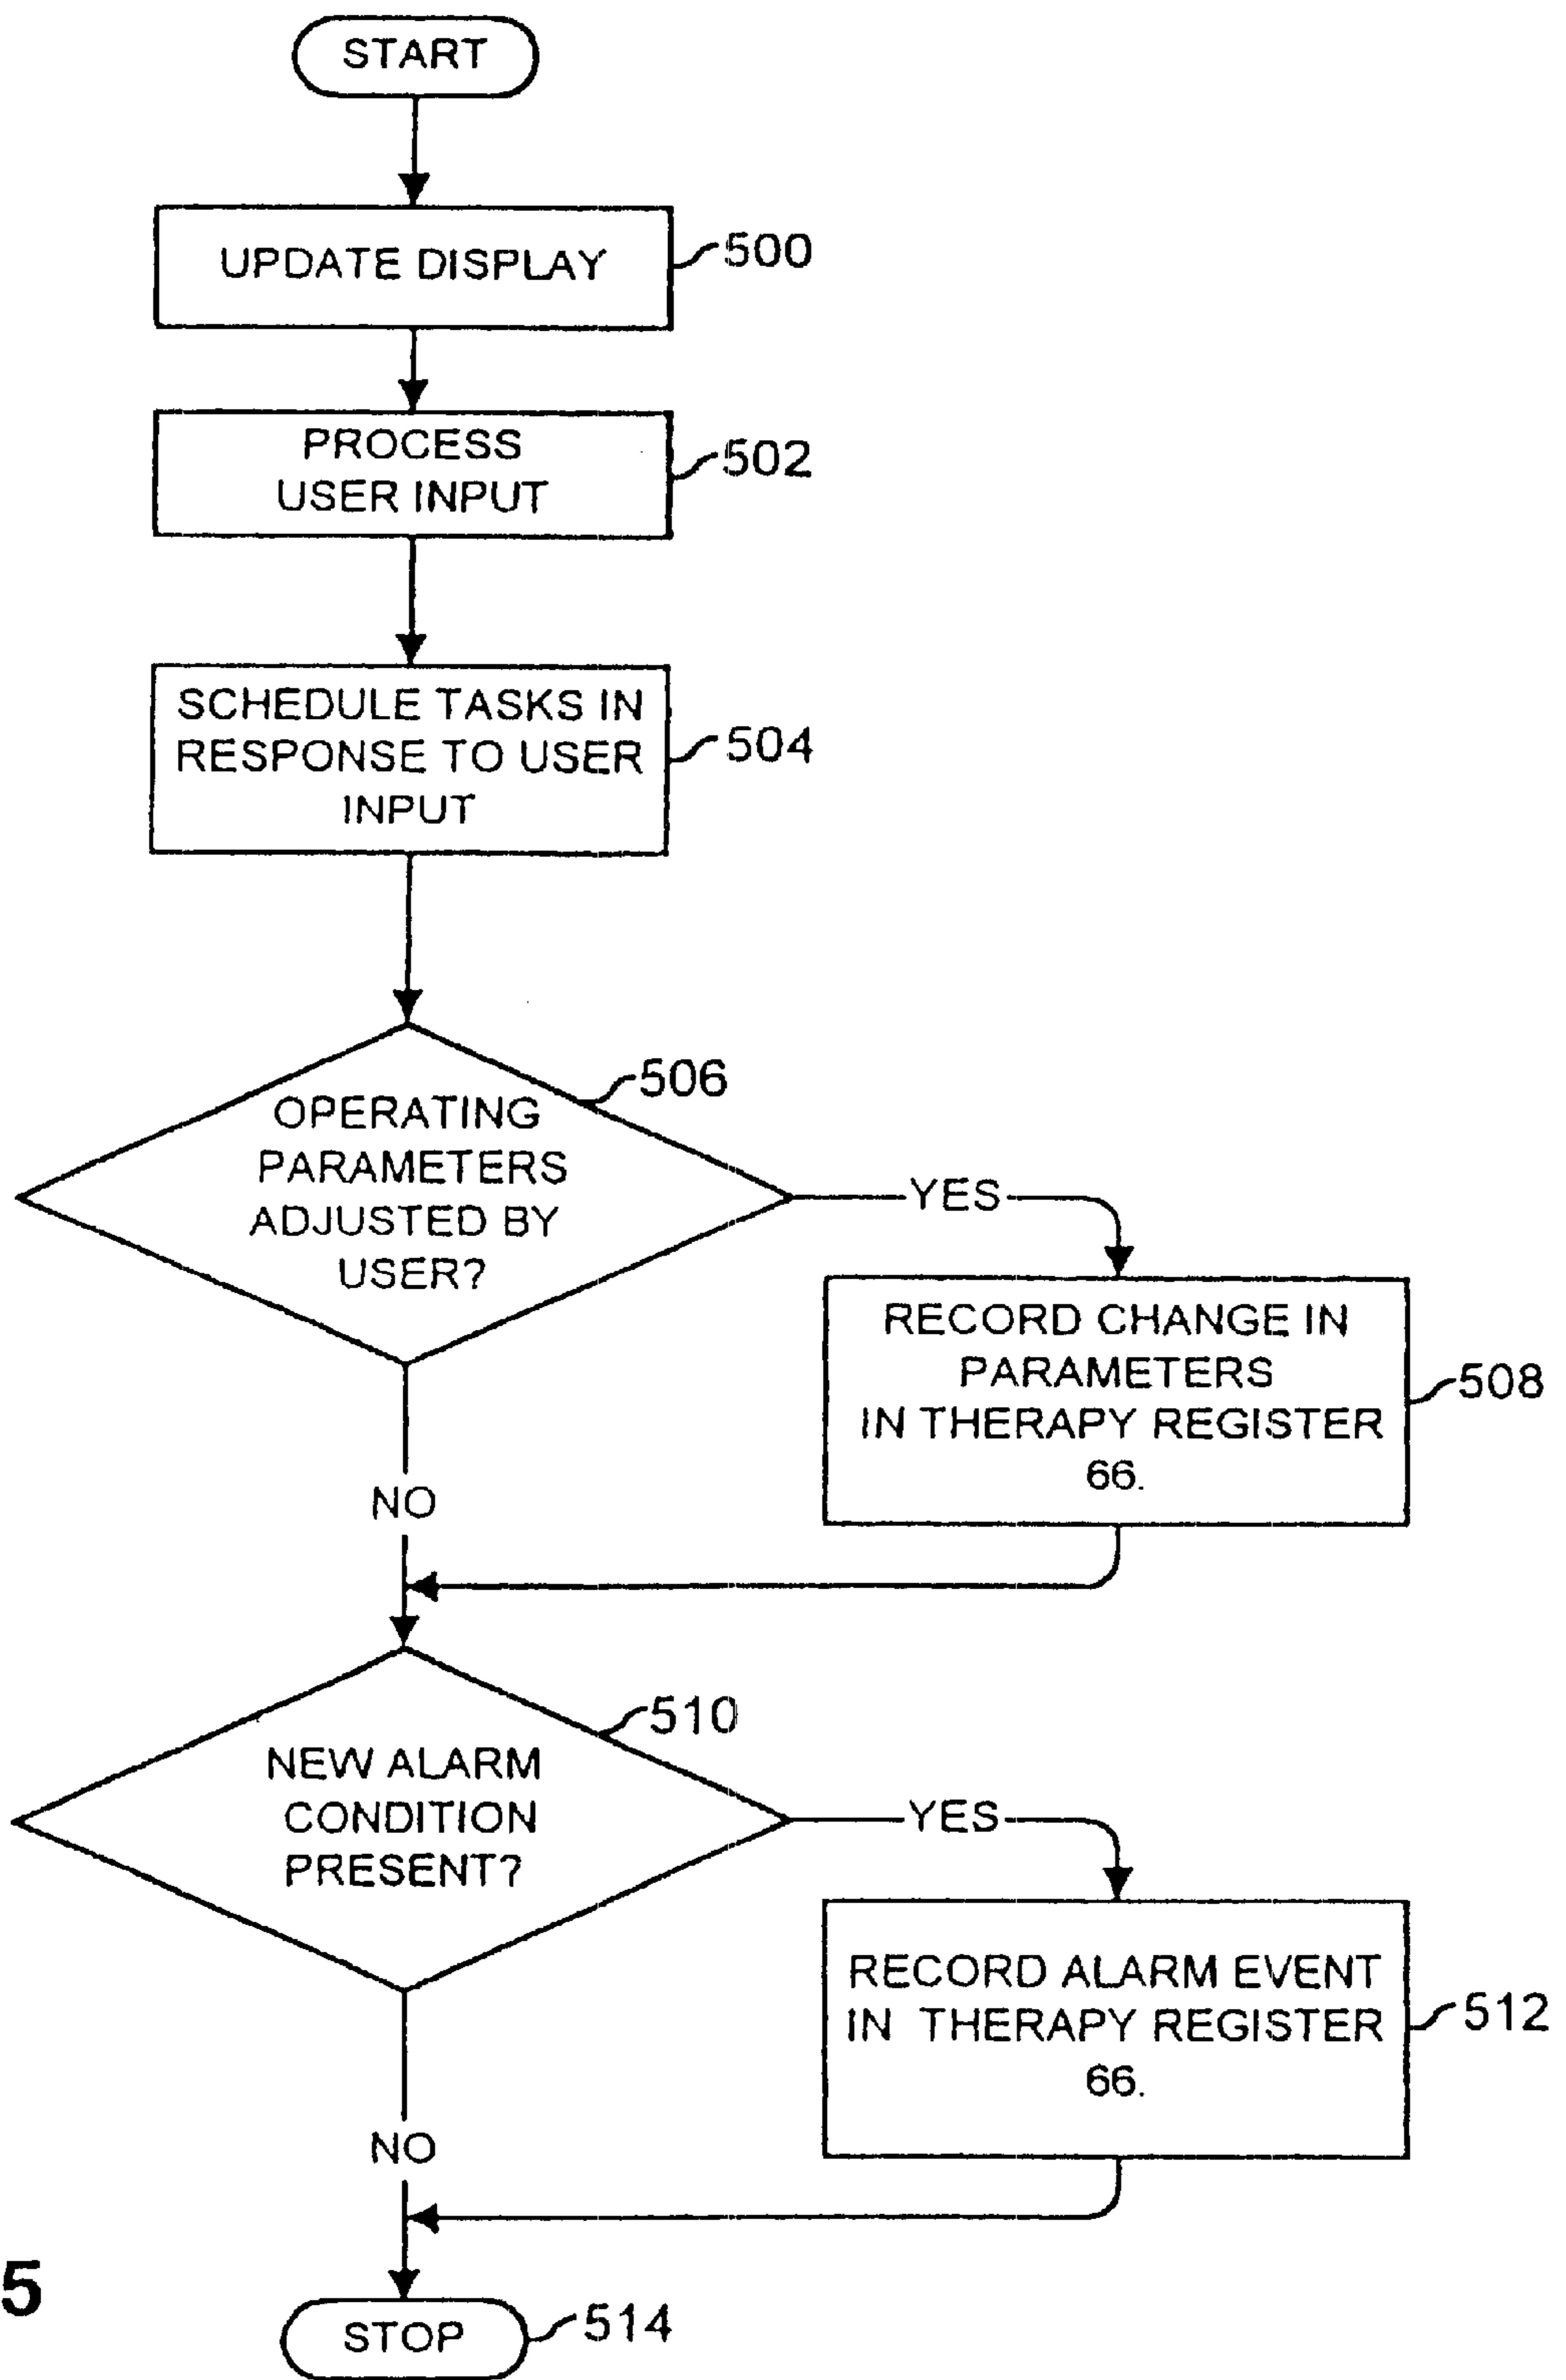 START
UPDATE DISPLAY
500
PROCESS
USER INPUT
502
SCHEDULE TASKS IN
RESPONSE TO USER
INPUT
504
506
OPERATING
PARAMETERS
ADJUSTED BY
USER?
YES
RECORD CHANGE IN
PARAMETERS
IN THERAPY REGISTER
66.
508
NO
510
NEW ALARM
CONDITION
PRESENT?
YES
RECORD ALARM EVENT
IN THERAPY REGISTER
66.
512
NO
5
STOP
514